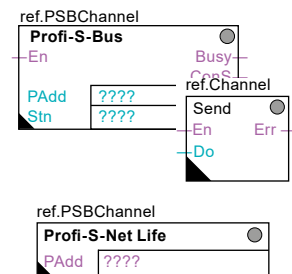 ref.PSBChannel
Profi-S-Bus
En Busy
ConS
PAdd ????
Stn ????
ref.Channel
Send
En Err
Do
ref.PSBChannel
Profi-S-Net Life
PAdd ????